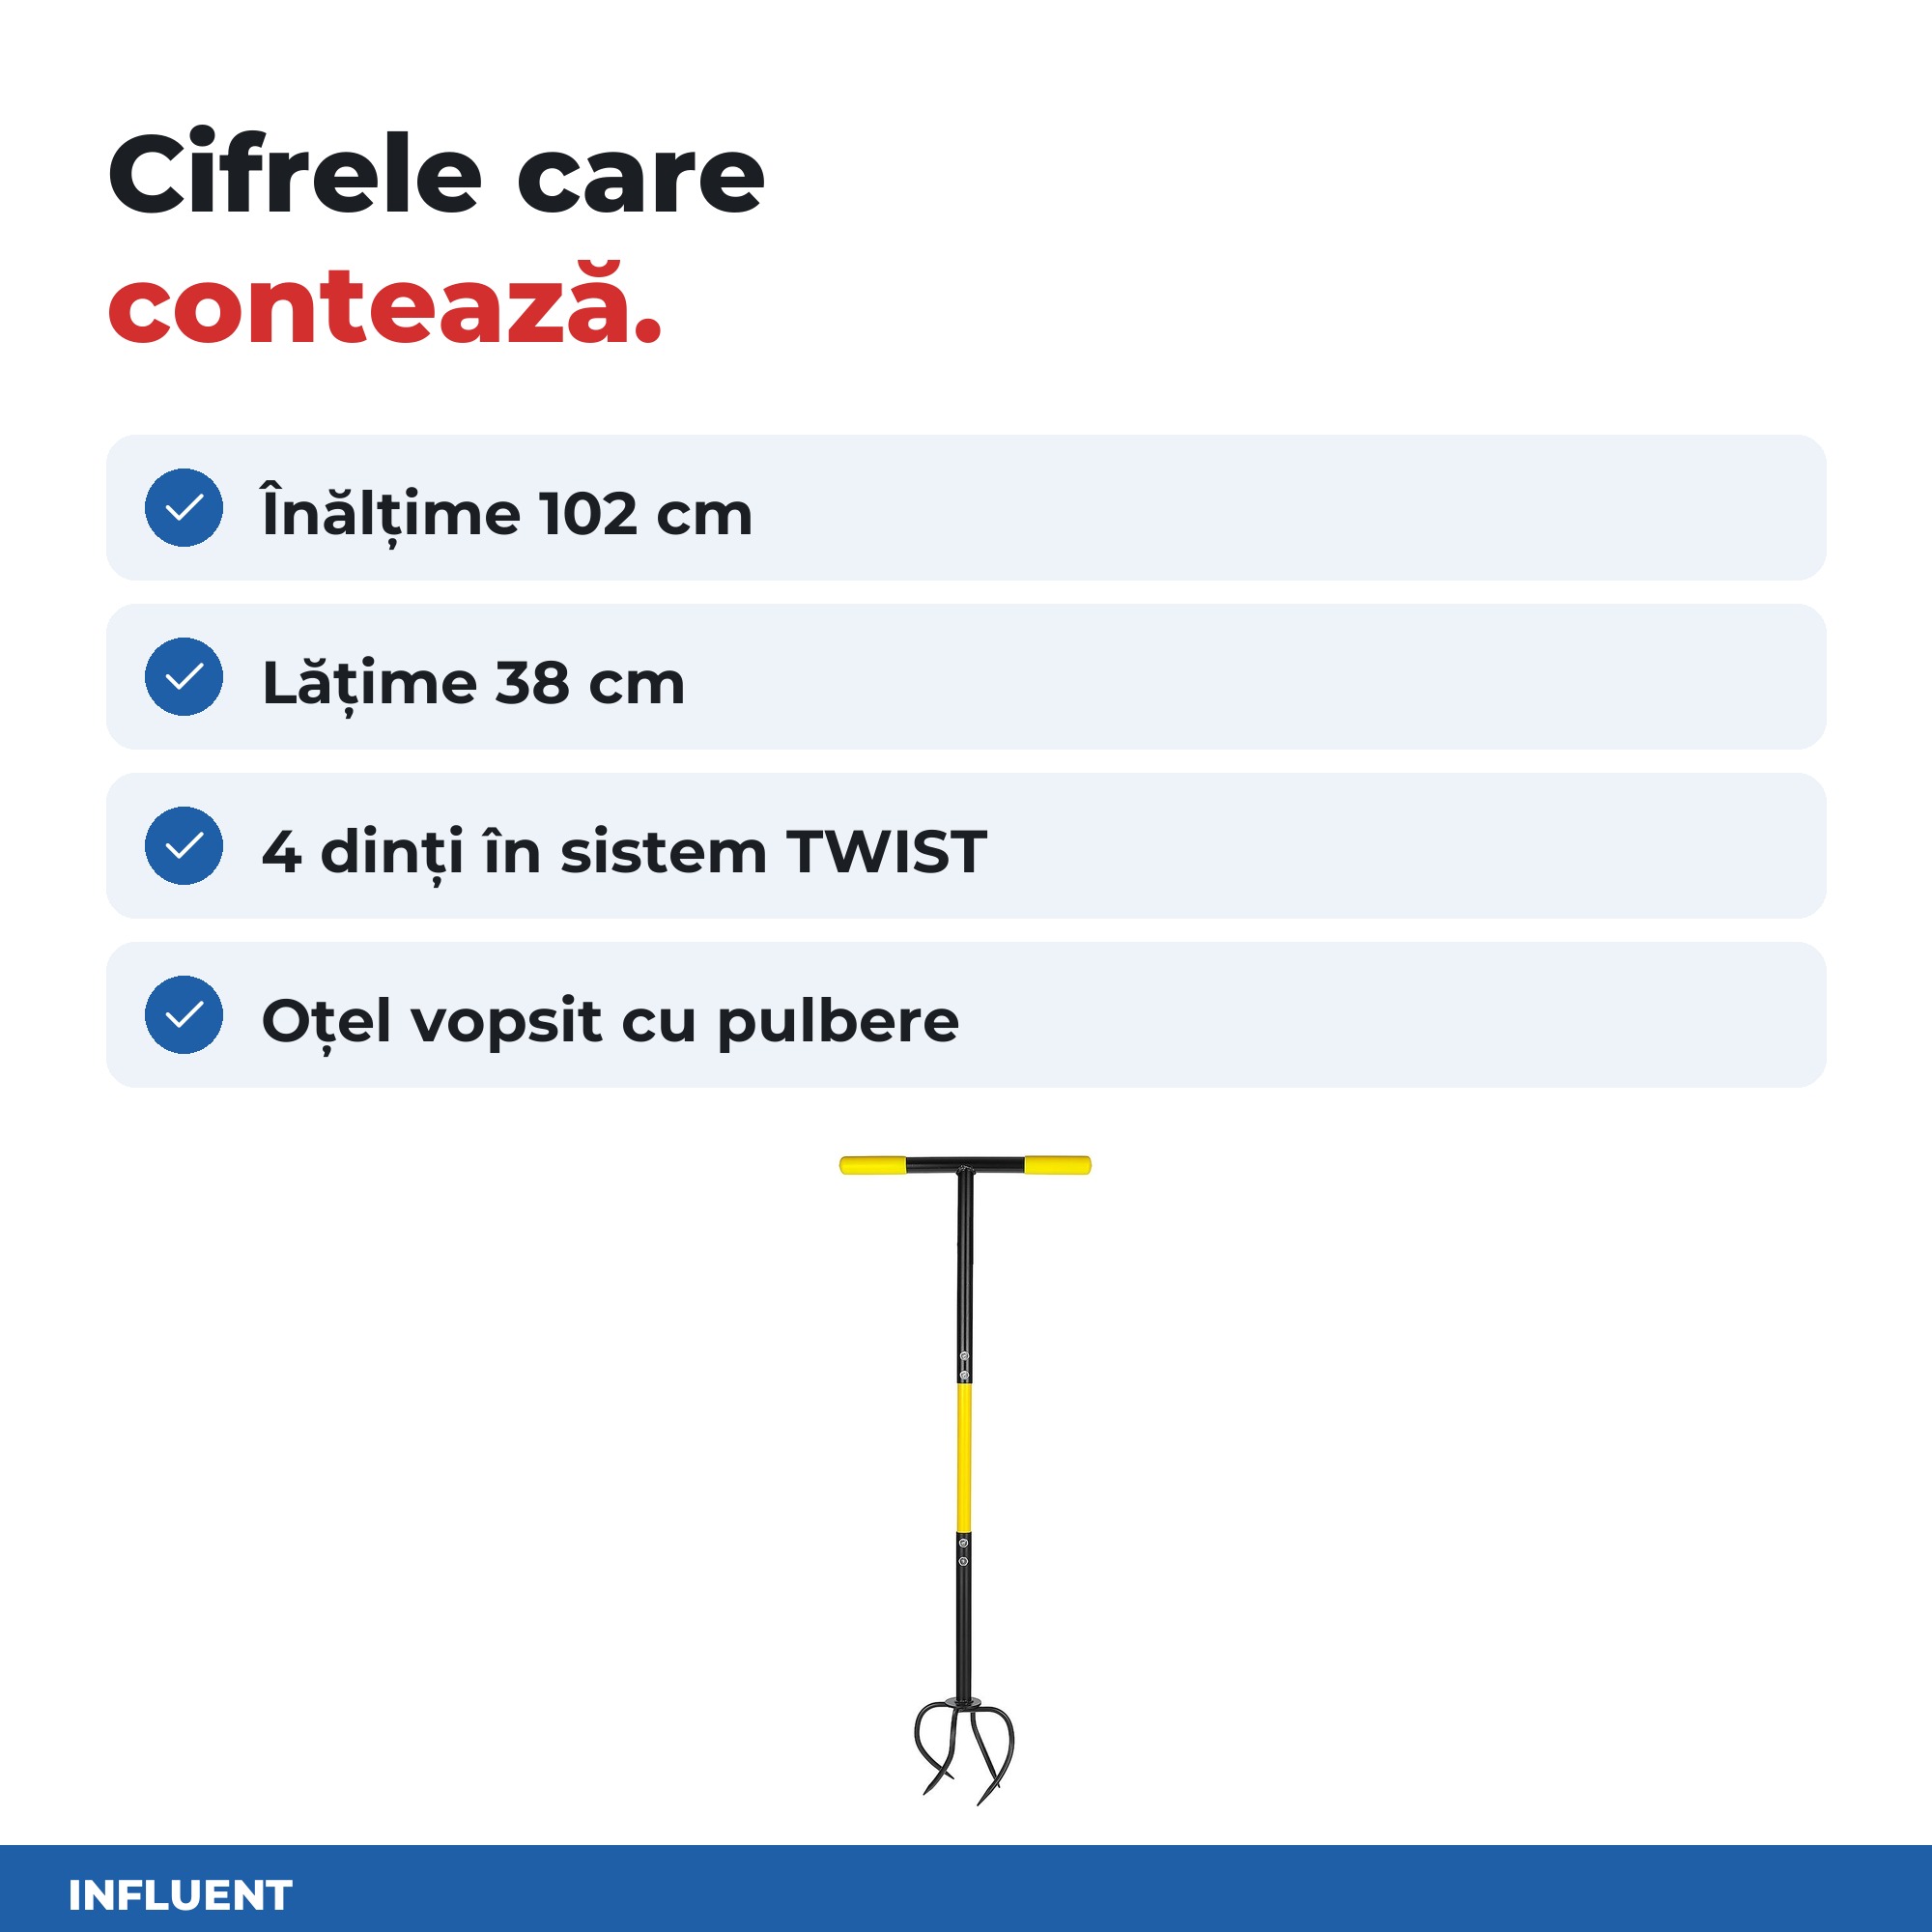 Cifrele care
contează.
Înălțime 102 cm
Lățime 38 cm
4 dinți în sistem TWIST
Oțel vopsit cu pulbere
INFLUENT